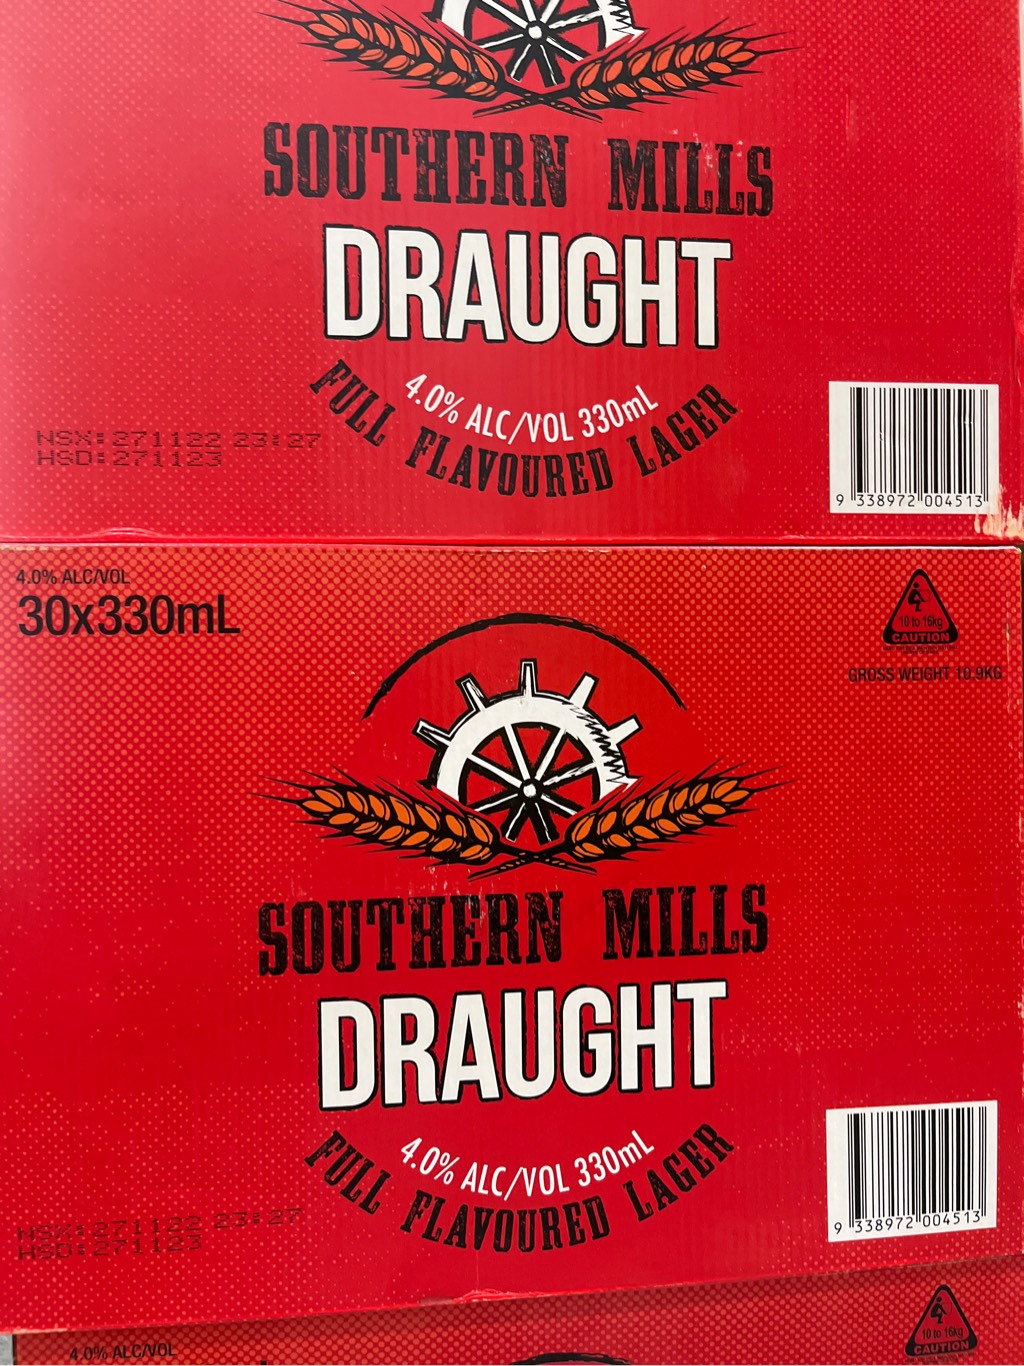 SOUTHERN MILLS
DRAUGHT
4.0% ALC/VOL 330mL
FULL FLAVOURED LAGER
NSX:271122 23:27
HSD:271123
9 338972 004513
4.0% ALC/VOL
30x330mL
10 to 16kg
CAUTION
GROSS WEIGHT 10.9KG
SOUTHERN MILLS
DRAUGHT
4.0% ALC/VOL 330mL
FULL FLAVOURED LAGER
NSX:271122 23:27
HSD:271123
9 338972 004513
4.0% ALC/VOL
10 to 16kg
CAUTION